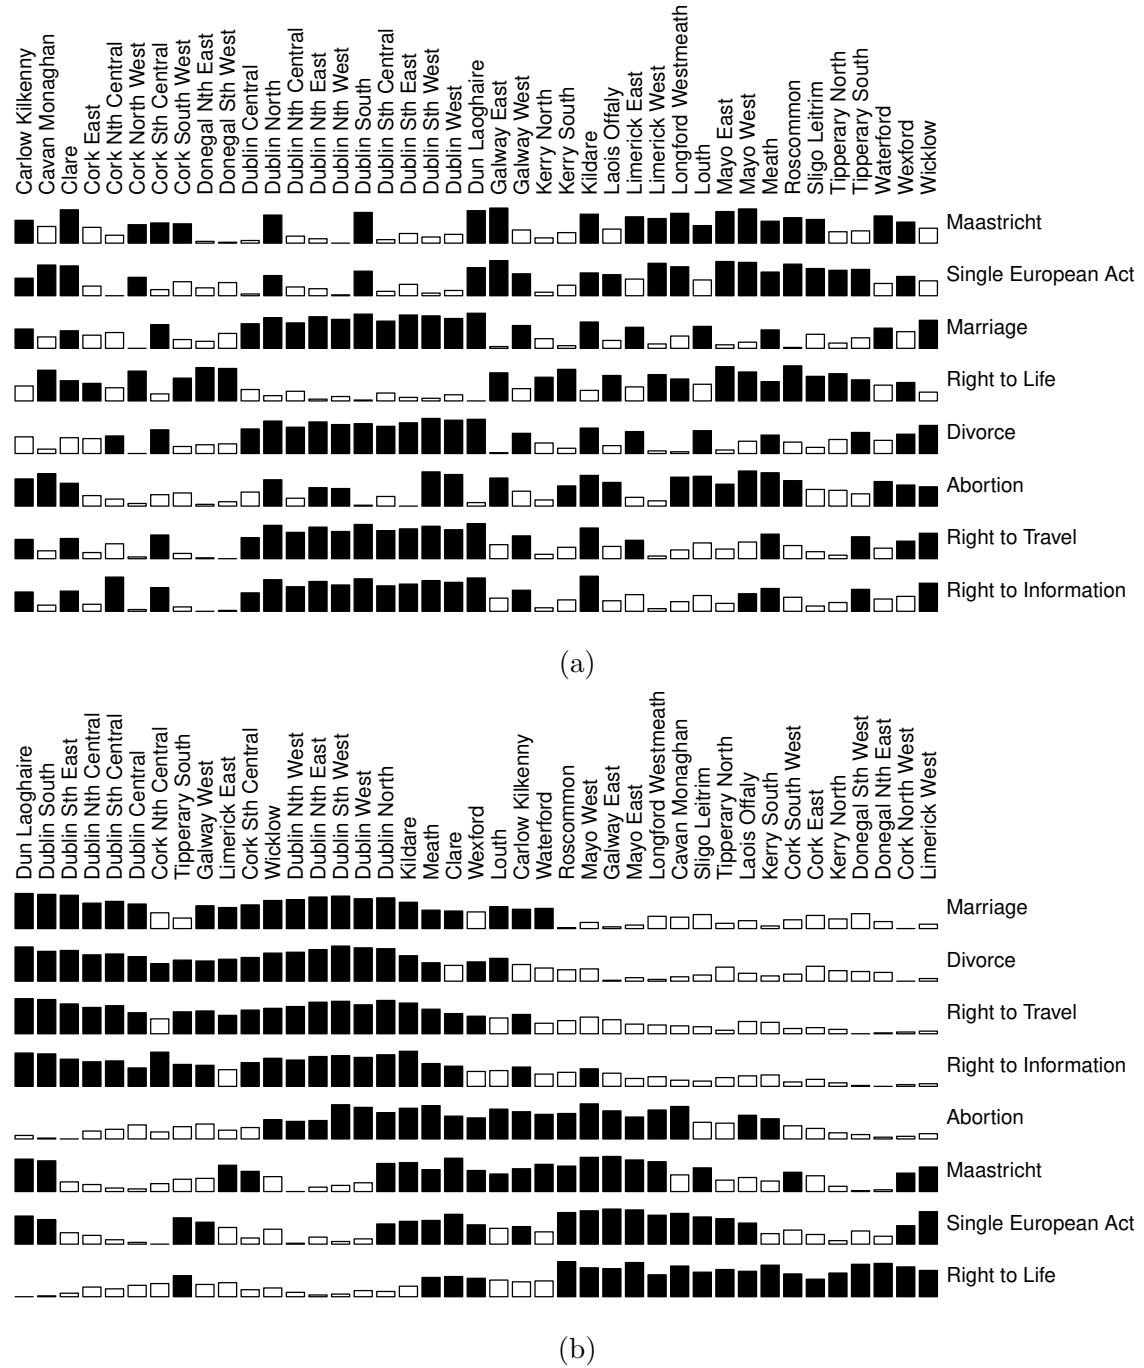 Carlow Kilkenny
Cavan Monaghan
Clare
Cork East
Cork Nth Central
Cork North West
Cork Sth Central
Cork South West
Donegal Nth East
Donegal Sth West
Dublin Central
Dublin North
Dublin Nth Central
Dublin Nth East
Dublin Nth West
Dublin South
Dublin Sth Central
Dublin Sth East
Dublin Sth West
Dublin West
Dun Laoghaire
Galway East
Galway West
Kerry North
Kerry South
Kildare
Laois Offaly
Limerick East
Limerick West
Longford Westmeath
Louth
Mayo East
Mayo West
Meath
Roscommon
Sligo Leitrim
Tipperary North
Tipperary South
Waterford
Wexford
Wicklow
Maastricht
Single European Act
Marriage
Right to Life
Divorce
Abortion
Right to Travel
Right to Information
(a)
Dun Laoghaire
Dublin South
Dublin Sth East
Dublin Nth Central
Dublin Sth Central
Dublin Central
Cork Nth Central
Tipperary South
Galway West
Limerick East
Cork Sth Central
Wicklow
Dublin Nth West
Dublin Nth East
Dublin Sth West
Dublin West
Dublin North
Kildare
Meath
Clare
Wexford
Louth
Carlow Kilkenny
Waterford
Roscommon
Mayo West
Galway East
Mayo East
Longford Westmeath
Cavan Monaghan
Sligo Leitrim
Tipperary North
Laois Offaly
Kerry South
Cork South West
Cork East
Kerry North
Donegal Sth West
Donegal Nth East
Cork North West
Limerick West
Marriage
Divorce
Right to Travel
Right to Information
Abortion
Maastricht
Single European Act
Right to Life
(b)